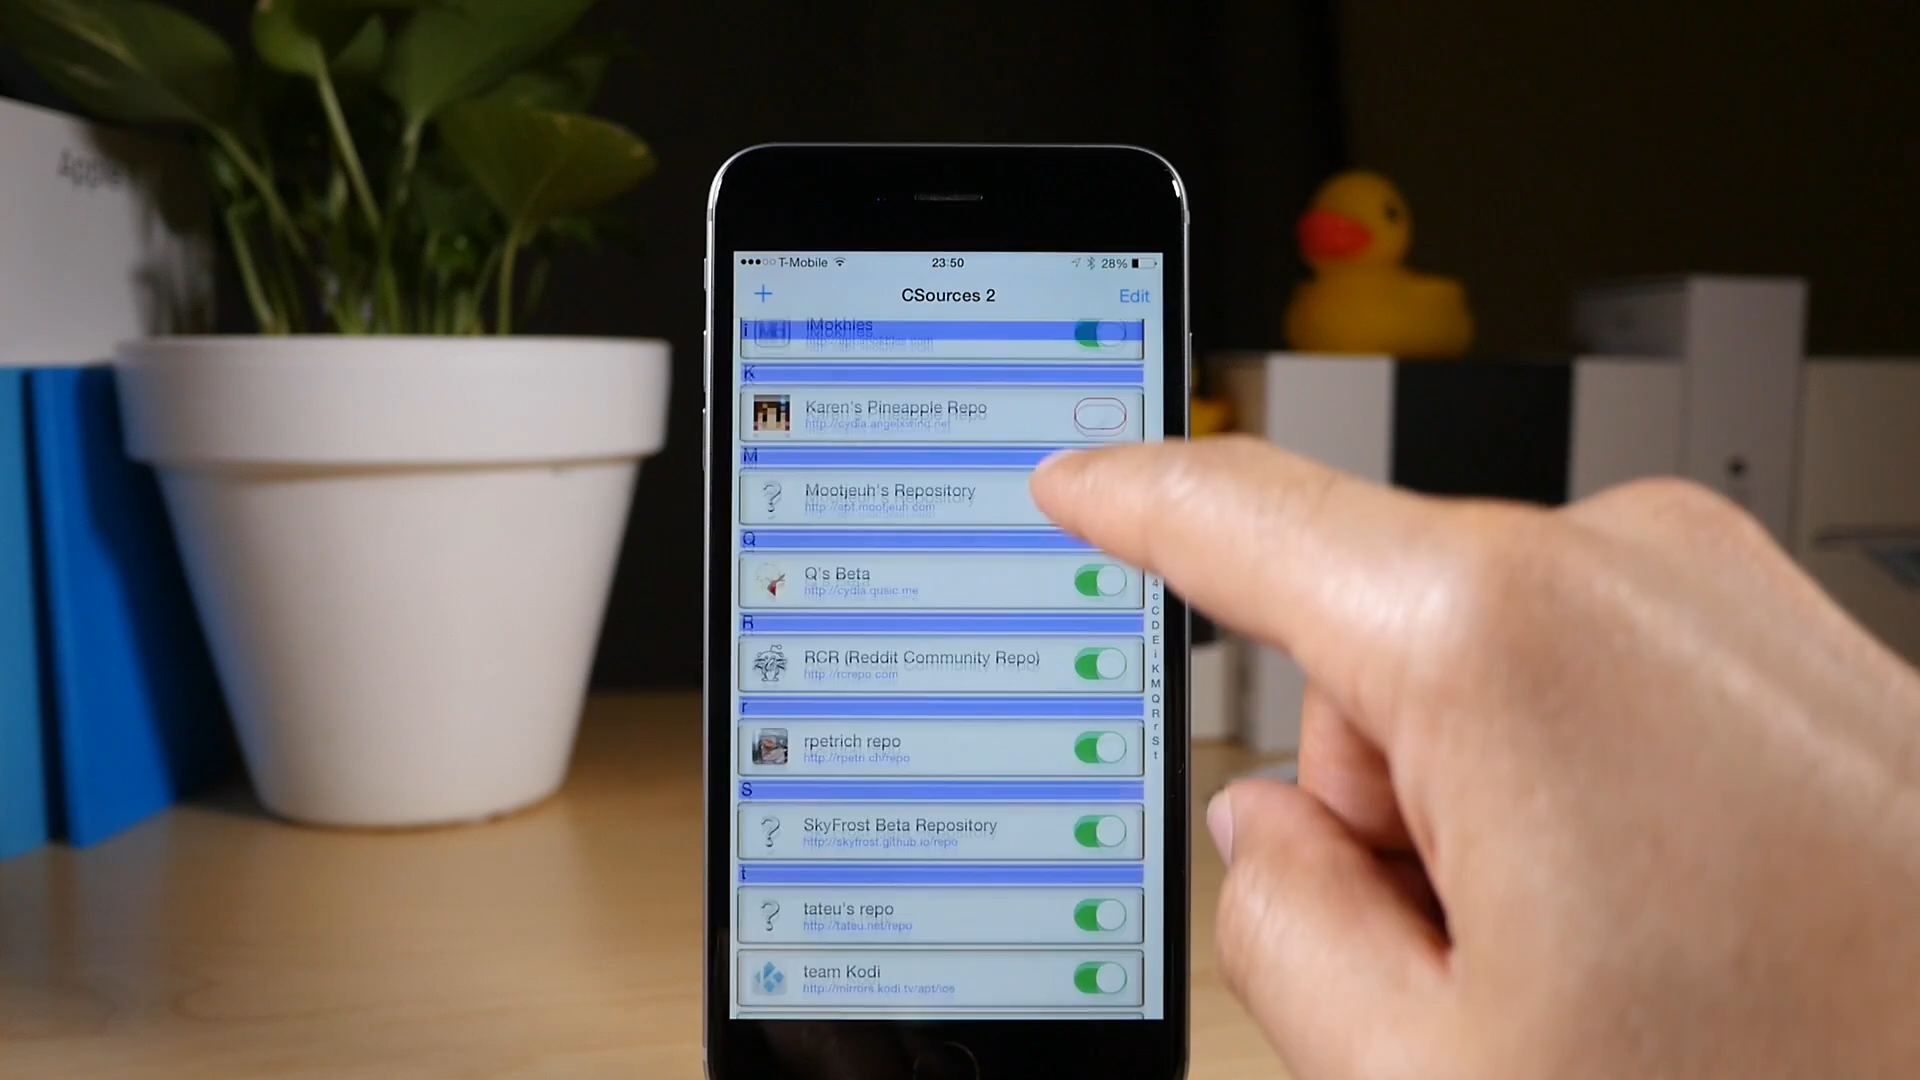 Apple
T-Mobile 23:50 28%
+ CSources 2 Edit
i
iMokhles
K
Karen's Pineapple Repo
http://cydia.angelxwind.net
M
Mootjeuh's Repository
http://apt.mootjeuh.com
Q
Q's Beta
http://cydia.qusic.me
R
RCR (Reddit Community Repo)
http://rcrepo.com
r
rpetrich repo
http://rpetri.ch/repo
S
SkyFrost Beta Repository
http://skyfrost.github.io/repo
t
tateu's repo
http://tateu.net/repo
team Kodi
http://mirrors.kodi.tv/apt/ios
4
c
C
D
E
i
K
M
Q
R
r
S
t